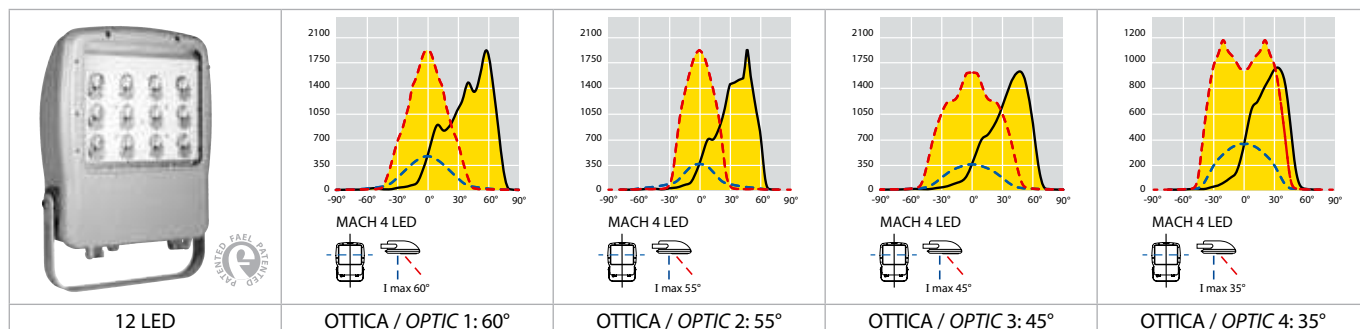 PATENTED FAEL PATENTED
12 LED
2100
1750
1400
1050
700
350
0
-90 -60° -30° 0° 30° 60° 90°
MACH 4 LED
I max 60°
OTTICA / OPTIC 1: 60°
2100
1750
1400
1050
700
350
0
-90 -60° -30° 0° 30° 60° 90°
MACH 4 LED
I max 55°
OTTICA / OPTIC 2: 55°
2100
1750
1400
1050
700
350
0
-90 -60° -30° 0° 30° 60° 90°
MACH 4 LED
I max 45°
OTTICA / OPTIC 3: 45°
1200
1000
800
600
400
200
0
-90 -60° -30° 0° 30° 60° 90°
MACH 4 LED
I max 35°
OTTICA / OPTIC 4: 35°